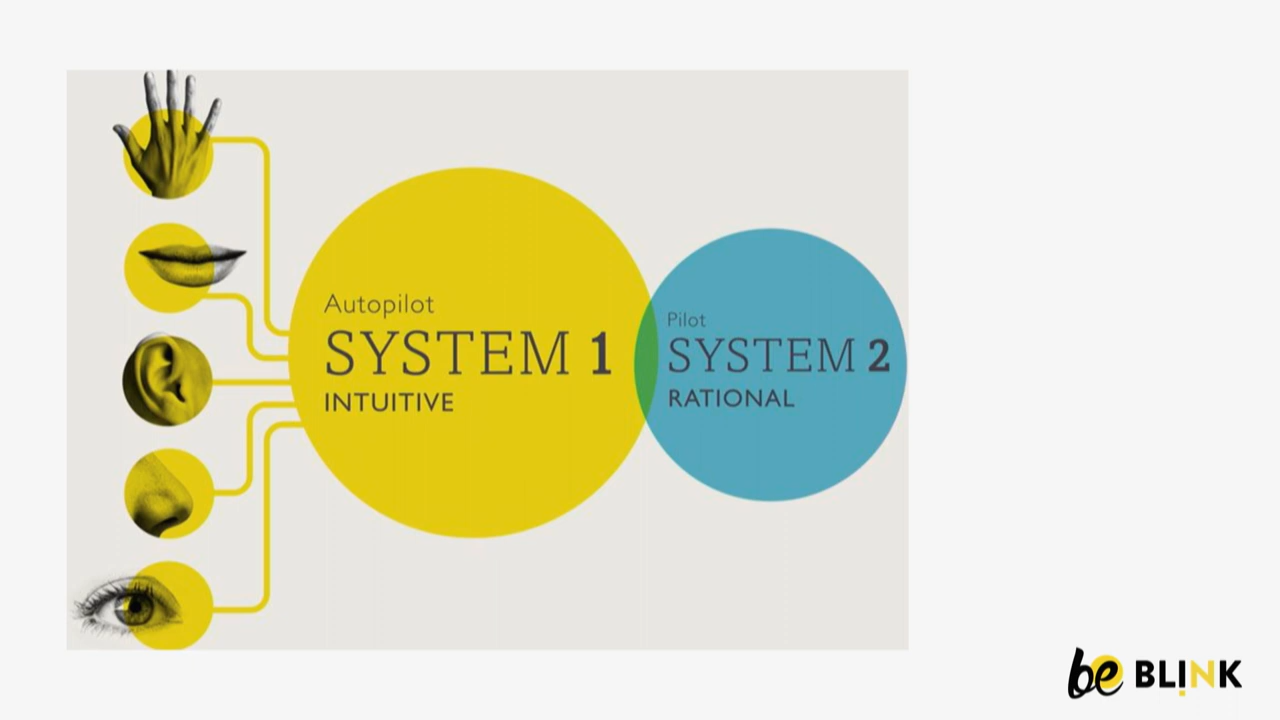 Autopilot
SYSTEM 1
INTUITIVE
Pilot
SYSTEM 2
RATIONAL
be BLINK